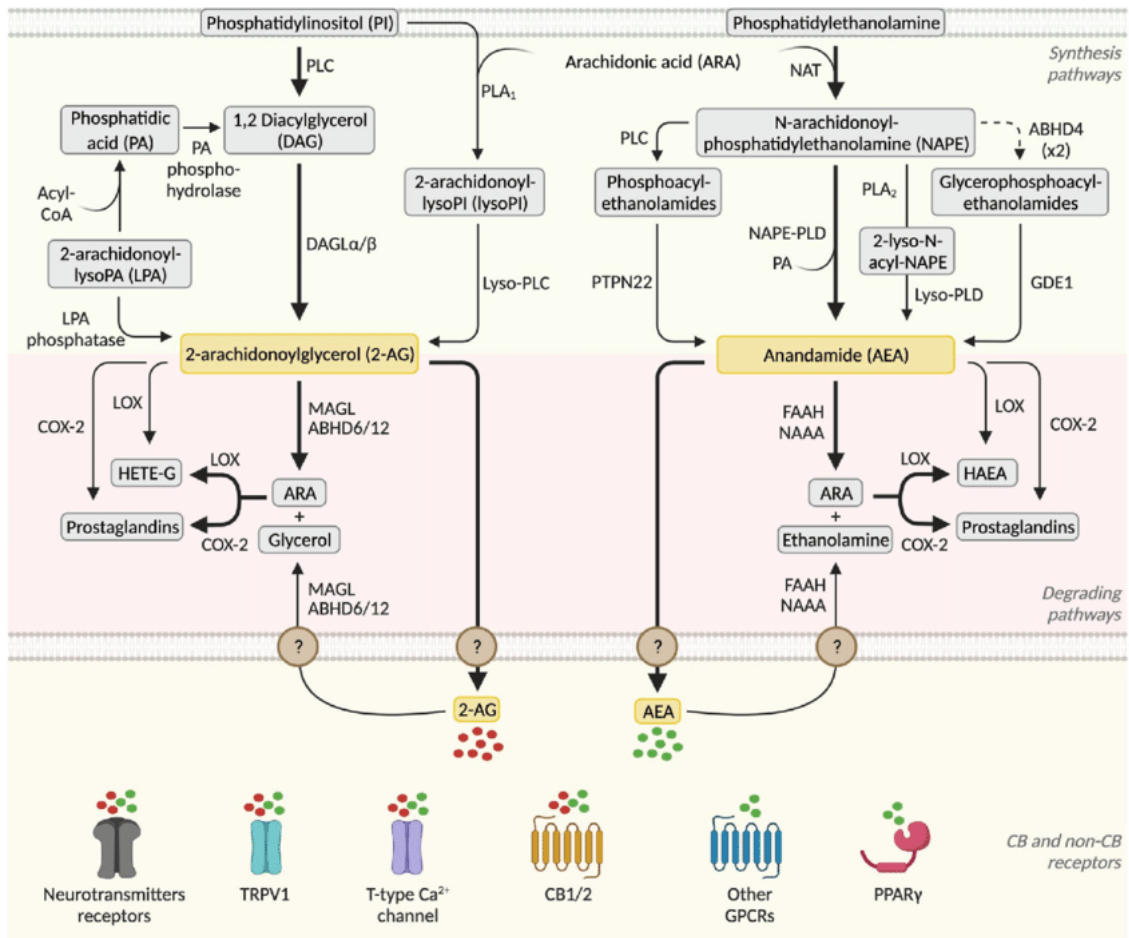 Phosphatidylinositol (PI)
Phosphatidylethanolamine
Synthesis
pathways
Arachidonic acid (ARA)
PLC
PLA₁
NAT
Phosphatidic
acid (PA)
PA
phospho-
hydrolase
1,2 Diacylglycerol
(DAG)
N-arachidonoyl-
phosphatidylethanolamine (NAPE)
PLC
ABHD4
(x2)
Acyl-
CoA
2-arachidonoyl-
lysoPI (lysoPI)
Phosphoacyl-
ethanolamides
PLA₂
Glycerophosphoacyl-
ethanolamides
2-arachidonoyl-
lysoPA (LPA)
DAGLα/β
NAPE-PLD
PA
2-lyso-N-
acyl-NAPE
Lyso-PLC
PTPN22
Lyso-PLD
GDE1
LPA
phosphatase
2-arachidonoylglycerol (2-AG)
Anandamide (AEA)
COX-2
LOX
MAGL
ABHD6/12
FAAH
NAAA
LOX
COX-2
HETE-G
LOX
ARA
+
Glycerol
COX-2
Prostaglandins
ARA
+
Ethanolamine
LOX
HAEA
COX-2
Prostaglandins
MAGL
ABHD6/12
FAAH
NAAA
Degrading
pathways
?
?
?
?
2-AG
AEA
CB and non-CB
receptors
Neurotransmitters
receptors
TRPV1
T-type Ca²⁺
channel
CB1/2
Other
GPCRs
PPARγ